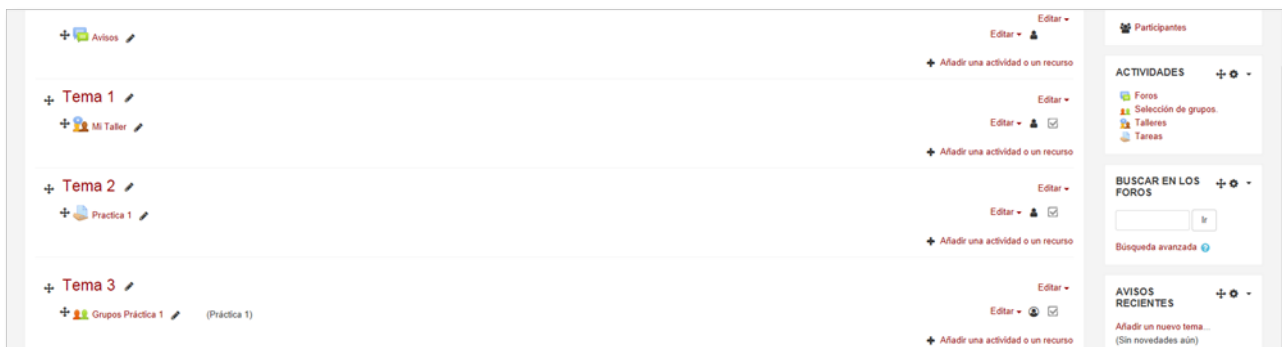 Editar
Avisos
Editar
Añadir una actividad o un recurso
Tema 1
Editar
Mi Taller
Editar
Añadir una actividad o un recurso
Tema 2
Editar
Practica 1
Editar
Añadir una actividad o un recurso
Tema 3
Editar
Grupos Práctica 1 (Práctica 1)
Editar
Añadir una actividad o un recurso
Participantes
ACTIVIDADES
Foros
Selección de grupos.
Talleres
Tareas
BUSCAR EN LOS
FOROS
Ir
Búsqueda avanzada
AVISOS
RECIENTES
Añadir un nuevo tema...
(Sin novedades aún)